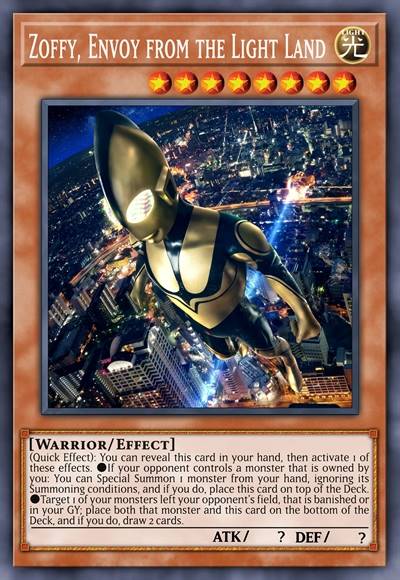 Zoffy, Envoy from the Light Land
LIGHT
光
[Warrior/Effect]
(Quick Effect): You can reveal this card in your hand, then activate 1 of
these effects. ●If your opponent controls a monster that is owned by
you: You can Special Summon 1 monster from your hand, ignoring its
Summoning conditions, and if you do, place this card on top of the Deck.
●Target 1 of your monsters left your opponent's field, that is banished or
in your GY; place both that monster and this card on the bottom of the
Deck, and if you do, draw 2 cards.
ATK/ ? DEF/ ?